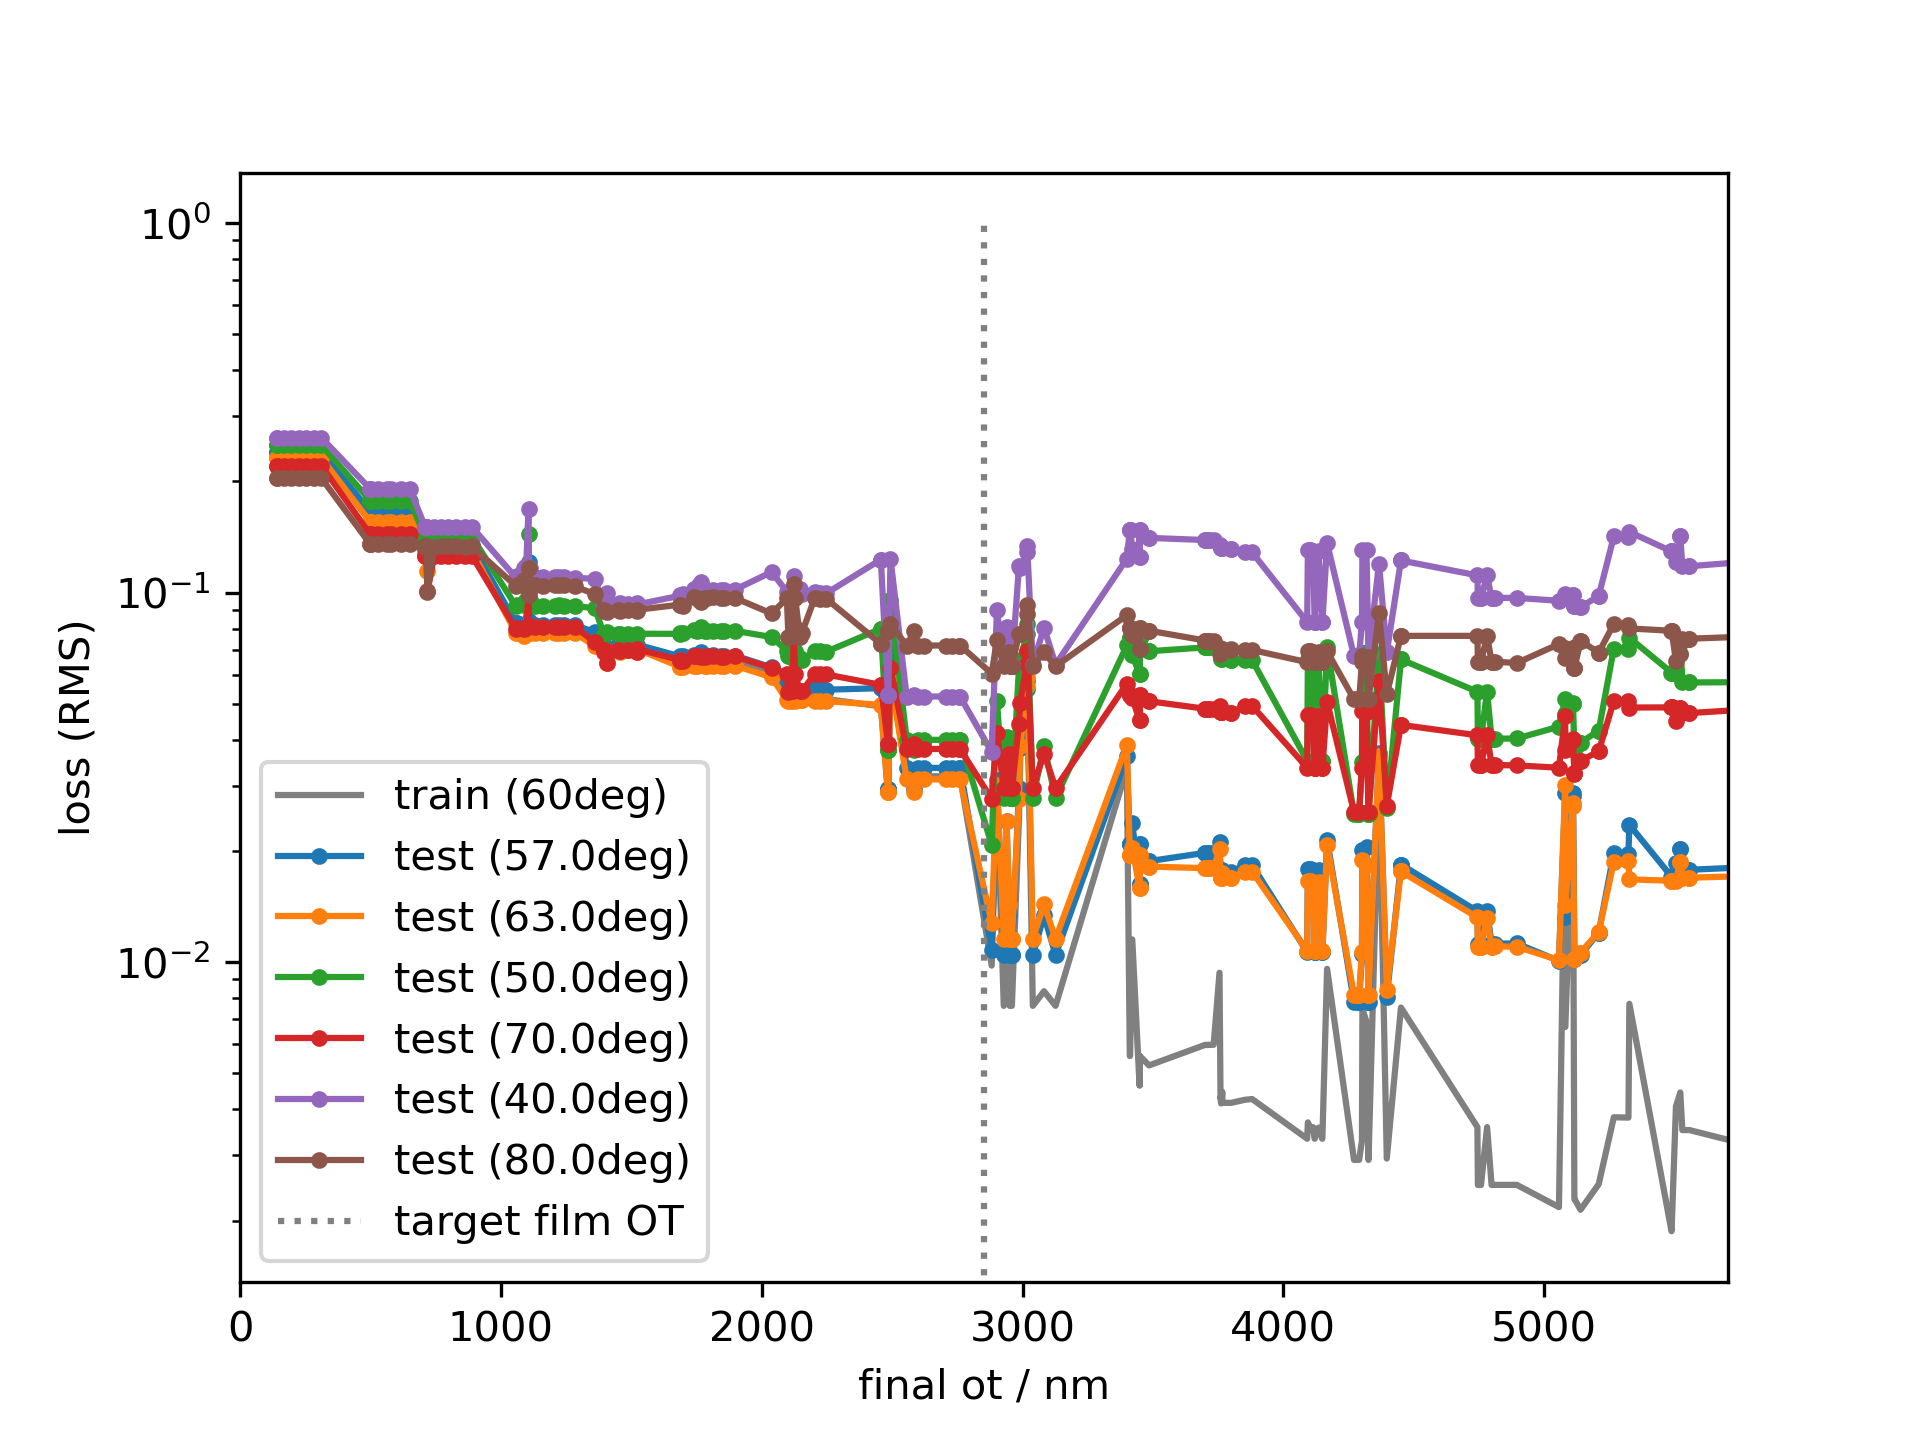 10⁰
10⁻¹
10⁻²
loss (RMS)
train (60deg)
test (57.0deg)
test (63.0deg)
test (50.0deg)
test (70.0deg)
test (40.0deg)
test (80.0deg)
target film OT
0 1000 2000 3000 4000 5000
final ot / nm